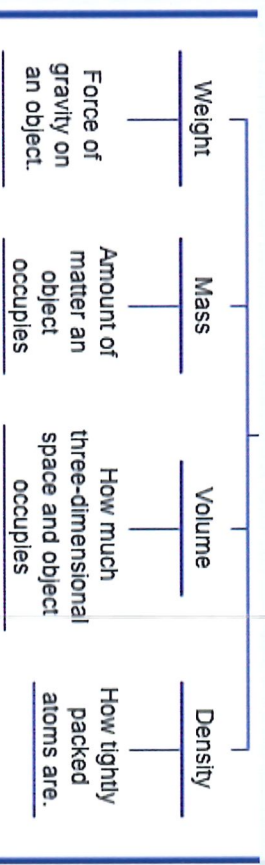 Weight
Force of
gravity on
an object.
Mass
Amount of
matter an
object
occupies
Volume
How much
three-dimensional
space and object
occupies
Density
How tightly
packed
atoms are.